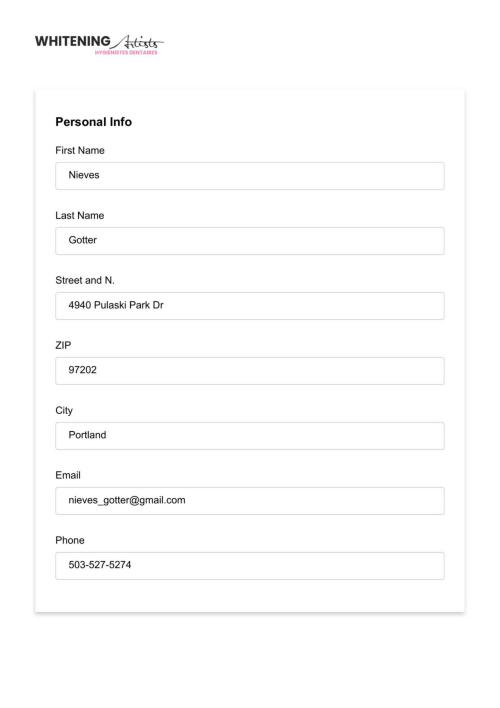 WHITENING Artists
HYGIÉNISTES DENTAIRES
Personal Info
First Name
Nieves
Last Name
Gotter
Street and N.
4940 Pulaski Park Dr
ZIP
97202
City
Portland
Email
nieves_gotter@gmail.com
Phone
503-527-5274